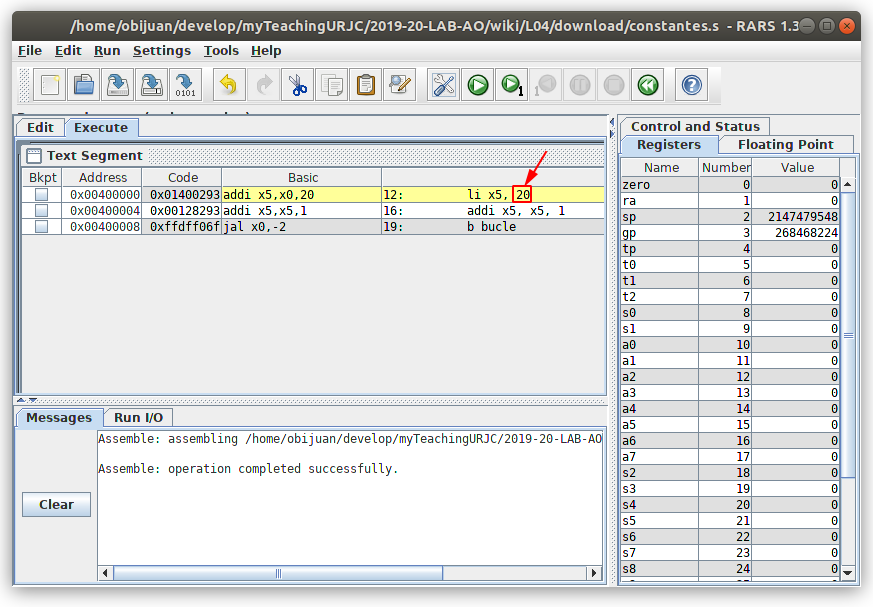 /home/obijuan/develop/myTeachingURJC/2019-20-LAB-AO/wiki/L04/download/constantes.s - RARS 1.3
File Edit Run Settings Tools Help
0101
1
1
Edit Execute
Text Segment
Bkpt Address Code Basic
0x00400000 0x01400293 addi x5,x0,20 12: li x5, 20
0x00400004 0x00128293 addi x5,x5,1 16: addi x5, x5, 1
0x00400008 0xffdff06f jal x0,-2 19: b bucle
Messages Run I/O
Assemble: assembling /home/obijuan/develop/myTeachingURJC/2019-20-LAB-AO
Assemble: operation completed successfully.
Clear
Control and Status
Registers Floating Point
Name Number Value
zero 0 0
ra 1 0
sp 2 2147479548
gp 3 268468224
tp 4 0
t0 5 0
t1 6 0
t2 7 0
s0 8 0
s1 9 0
a0 10 0
a1 11 0
a2 12 0
a3 13 0
a4 14 0
a5 15 0
a6 16 0
a7 17 0
s2 18 0
s3 19 0
s4 20 0
s5 21 0
s6 22 0
s7 23 0
s8 24 0